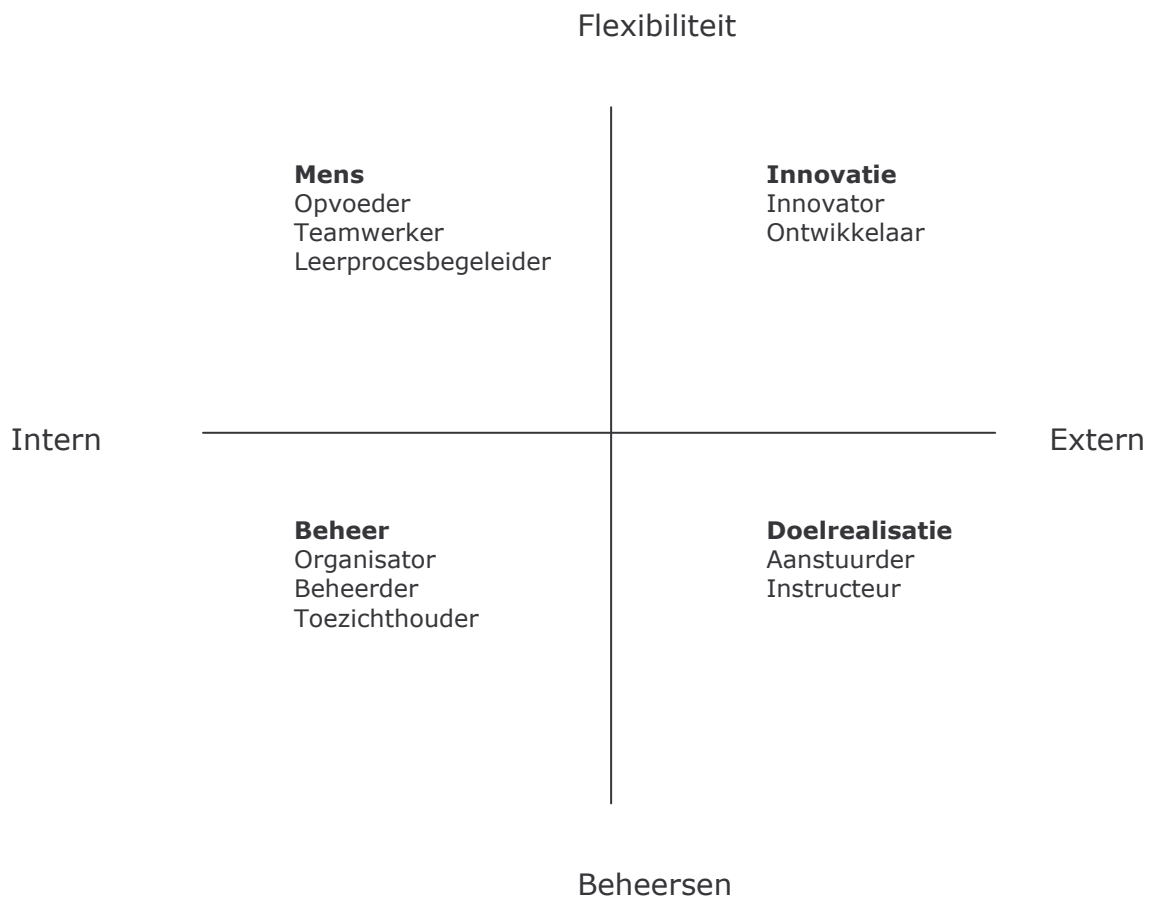 Flexibiliteit
Mens
Opvoeder
Teamwerker
Leerprocesbegeleider
Innovatie
Innovator
Ontwikkelaar
Intern
Extern
Beheer
Organisator
Beheerder
Toezichthouder
Doelrealisatie
Aanstuurder
Instructeur
Beheersen